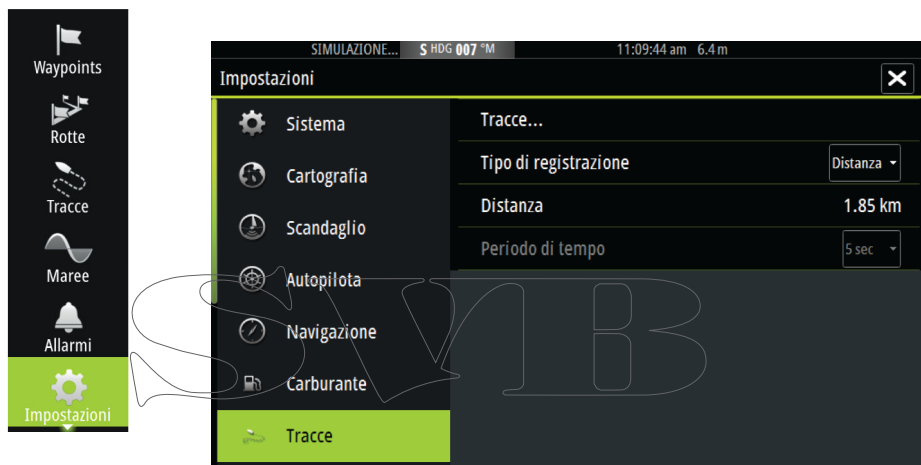 Waypoints
Rotte
Tracce
Maree
Allarmi
Impostazioni
SIMULAZIONE... S HDG 007 °M 11:09:44 am 6.4 m
Impostazioni
Sistema
Cartografia
Scandaglio
Autopilota
Navigazione
Carburante
Tracce
Tracce...
Tipo di registrazione Distanza
Distanza 1.85 km
Periodo di tempo 5 sec
SVB